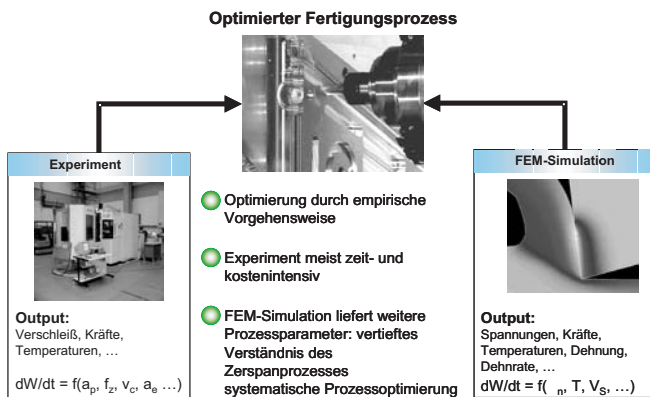 Optimierter Fertigungsprozess
Experiment
Output:
Verschleiß, Kräfte,
Temperaturen, …
dW/dt = f(ap, fz, vc, ae …)
Optimierung durch empirische
Vorgehensweise
Experiment meist zeit- und
kostenintensiv
FEM-Simulation liefert weitere
Prozessparameter: vertieftes
Verständnis des
Zerspanprozesses
systematische Prozessoptimierung
FEM-Simulation
Output:
Spannungen, Kräfte,
Temperaturen, Dehnung,
Dehnrate, …
dW/dt = f( n, T, VS, …)